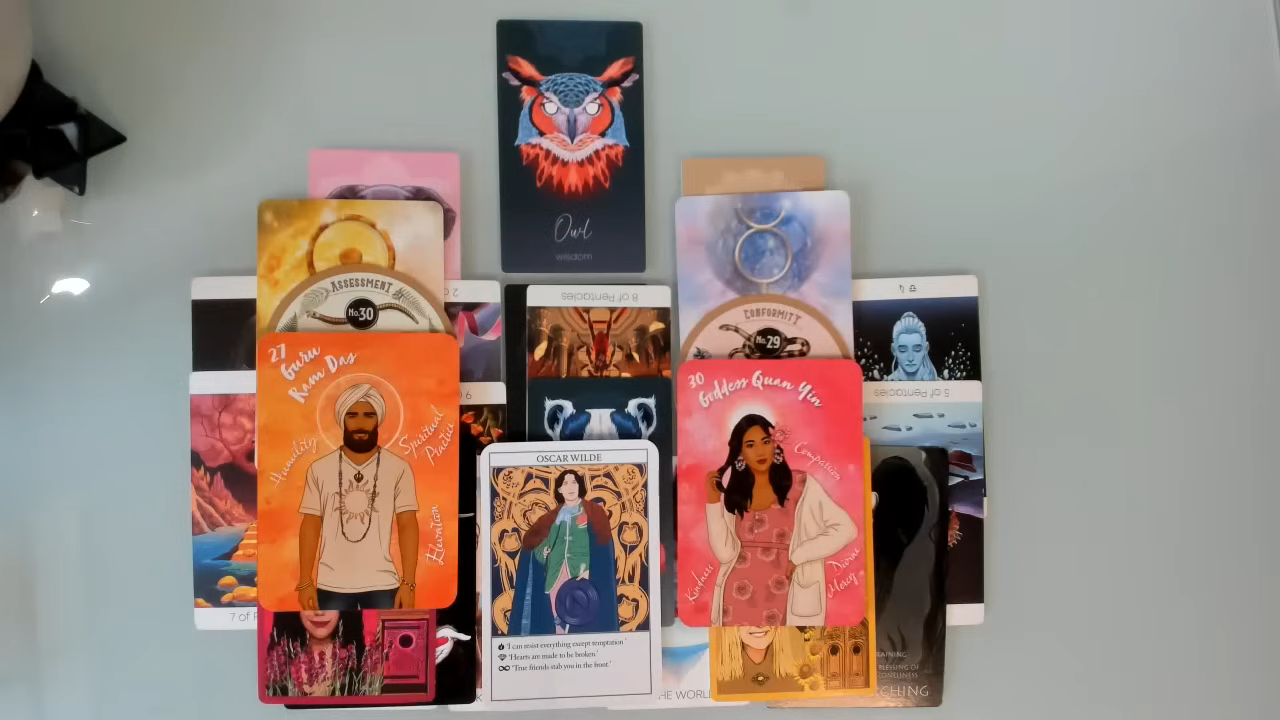 Owl
wisdom
ASSESSMENT
No.30
2
8 of Pentacles
CONFORMITY
No.29
♄ ♎
27
Guru
Ram Das
Humility
Spiritual
Practice
Elevation
30
Goddess Quan Yin
Compassion
Kindness
Divine
Mercy
5 of Pentacles
OSCAR WILDE
'I can resist everything except temptation'
'Hearts are made to be broken.'
'True friends stab you in the front.'
7 of
THE WORLD
BLESSING OF